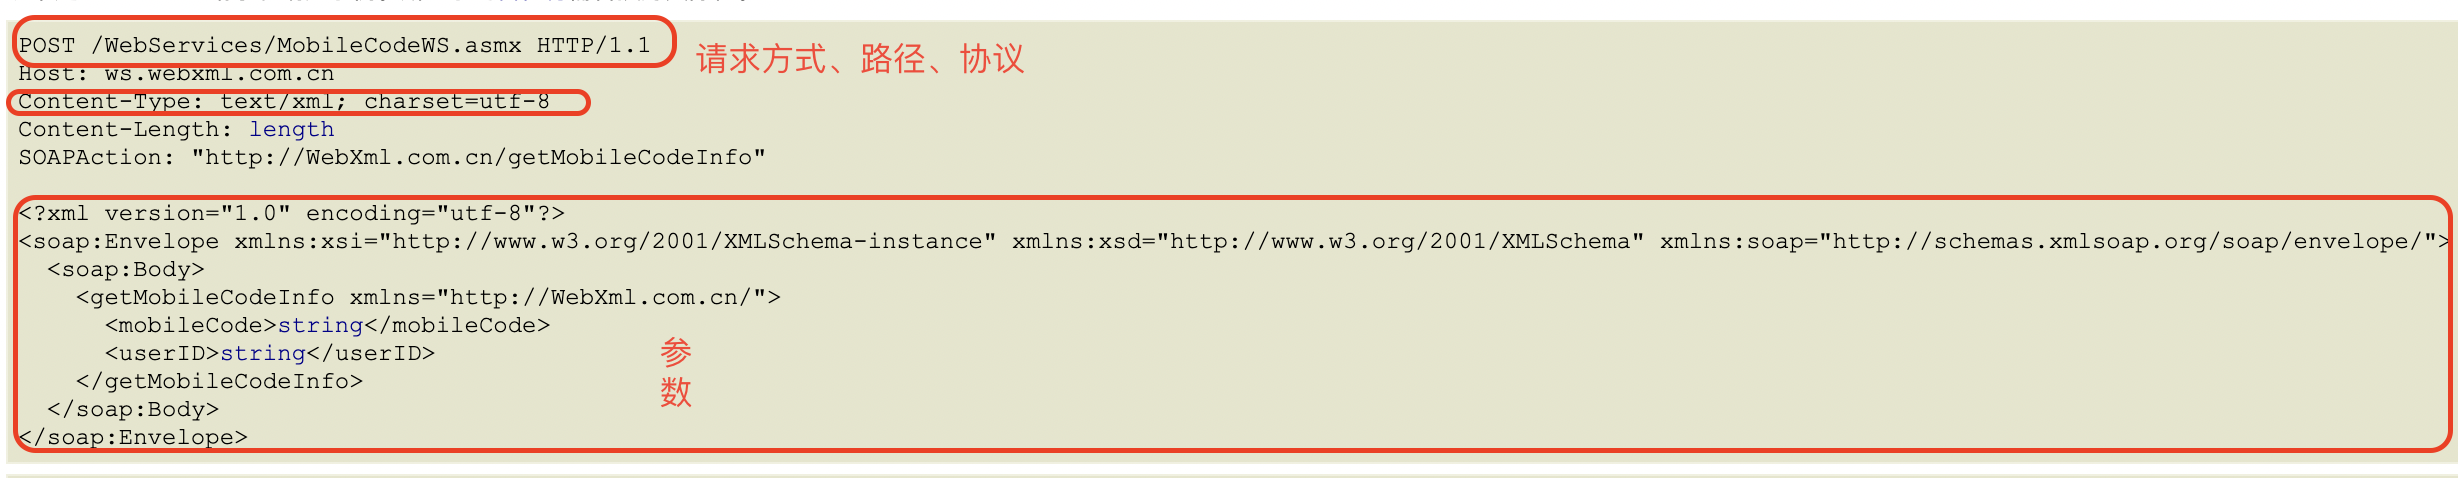 POST /WebServices/MobileCodeWS.asmx HTTP/1.1
请求方式、路径、协议
Host: ws.webxml.com.cn
Content-Type: text/xml; charset=utf-8
Content-Length: length
SOAPAction: "http://WebXml.com.cn/getMobileCodeInfo"
<?xml version="1.0" encoding="utf-8"?>
<soap:Envelope xmlns:xsi="http://www.w3.org/2001/XMLSchema-instance" xmlns:xsd="http://www.w3.org/2001/XMLSchema" xmlns:soap="http://schemas.xmlsoap.org/soap/envelope/">
<soap:Body>
<getMobileCodeInfo xmlns="http://WebXml.com.cn/">
<mobileCode>string</mobileCode>
<userID>string</userID>
参
数
</getMobileCodeInfo>
</soap:Body>
</soap:Envelope>